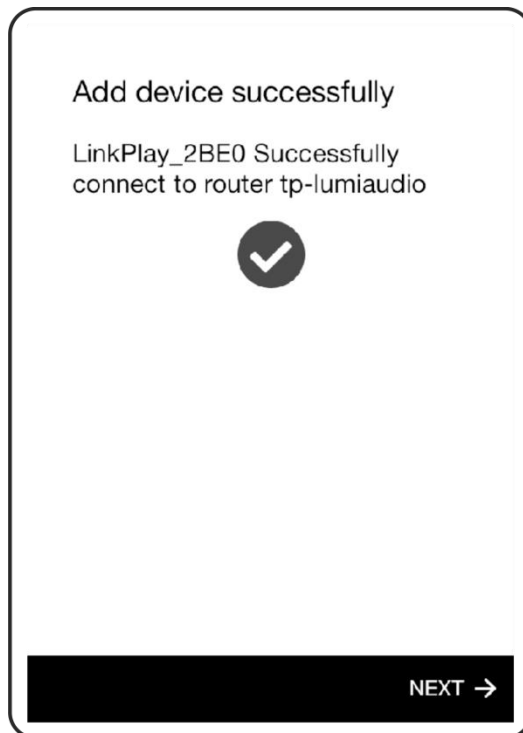 Add device successfully
LinkPlay_2BE0 Successfully
connect to router tp-lumiaudio
NEXT →